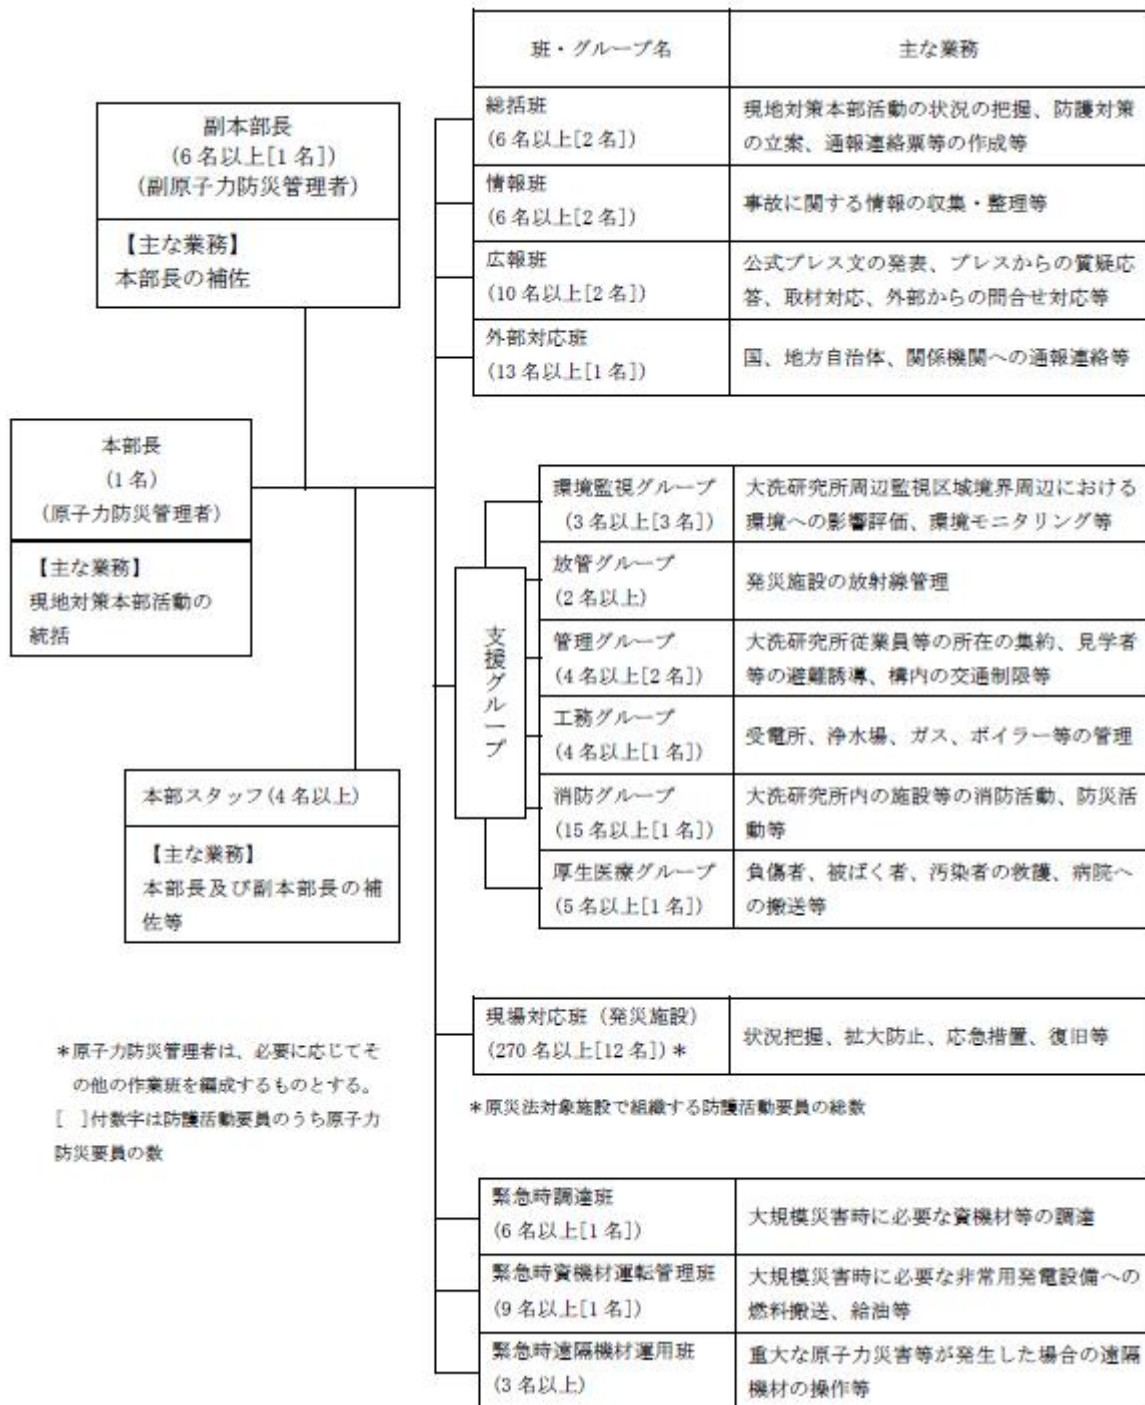 班・グループ名
主な業務
総括班
(6名以上[2名])
現地対策本部活動の状況の把握、防護対策
の立案、通報連絡票等の作成等
情報班
(6名以上[2名])
事故に関する情報の収集・整理等
広報班
(10名以上[2名])
公式プレス文の発表、プレスからの質疑応
答、取材対応、外部からの問合せ対応等
外部対応班
(13名以上[1名])
国、地方自治体、関係機関への通報連絡等
副本部長
(6名以上[1名])
(副原子力防災管理者)
【主な業務】
本部長の補佐
本部長
(1名)
(原子力防災管理者)
【主な業務】
現地対策本部活動の
統括
本部スタッフ(4名以上)
【主な業務】
本部長及び副本部長の補
佐等
支援グループ
環境監視グループ
(3名以上[3名])
大洗研究所周辺監視区域境界周辺における
環境への影響評価、環境モニタリング等
放管グループ
(2名以上)
発災施設の放射線管理
管理グループ
(4名以上[2名])
大洗研究所従業員等の所在の集約、見学者
等の避難誘導、構内の交通制限等
工務グループ
(4名以上[1名])
受電所、浄水場、ガス、ボイラー等の管理
消防グループ
(15名以上[1名])
大洗研究所内の施設等の消防活動、防災活
動等
厚生医療グループ
(5名以上[1名])
負傷者、被ばく者、汚染者の救護、病院へ
の搬送等
現場対応班（発災施設）
(270名以上[12名])＊
状況把握、拡大防止、応急措置、復旧等
＊原災法対象施設で組織する防護活動要員の総数
＊原子力防災管理者は、必要に応じてそ
の他の作業班を編成するものとする。
[　]付数字は防護活動要員のうち原子力
防災要員の数
緊急時調達班
(6名以上[1名])
大規模災害時に必要な資機材等の調達
緊急時資機材運転管理班
(9名以上[1名])
大規模災害時に必要な非常用発電設備への
燃料搬送、給油等
緊急時遠隔機材運用班
(3名以上)
重大な原子力災害等が発生した場合の遠隔
機材の操作等